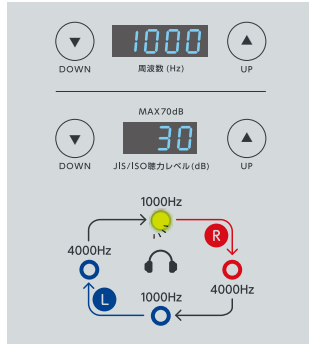 1000
DOWN
周波数 (Hz)
UP
MAX70dB
30
DOWN
JIS/ISO聴力レベル(dB)
UP
1000Hz
R
4000Hz
4000Hz
L
1000Hz